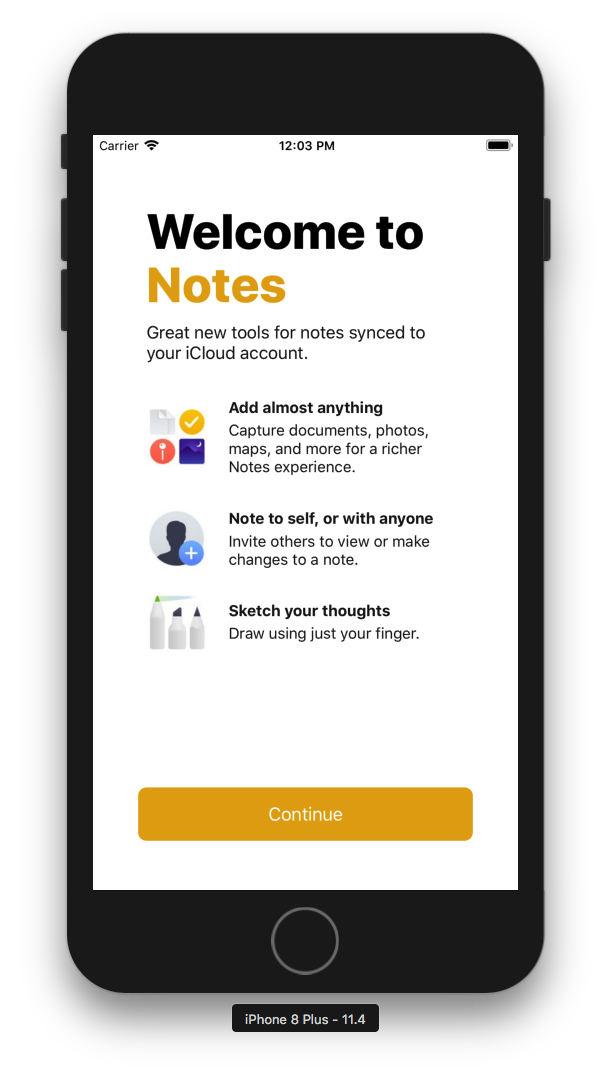 Carrier 12:03 PM
Welcome to
Notes
Great new tools for notes synced to
your iCloud account.
Add almost anything
Capture documents, photos,
maps, and more for a richer
Notes experience.
Note to self, or with anyone
Invite others to view or make
changes to a note.
Sketch your thoughts
Draw using just your finger.
Continue
iPhone 8 Plus - 11.4